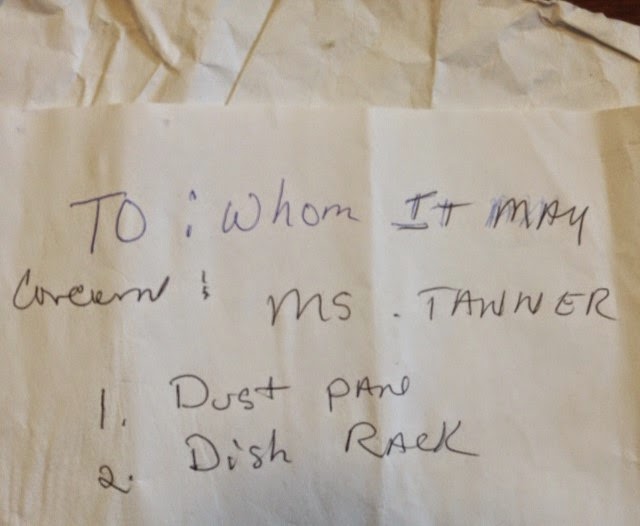 TO : Whom It MAY
Concern : MS. TANNER
1. Dust PAN
2. Dish RACK